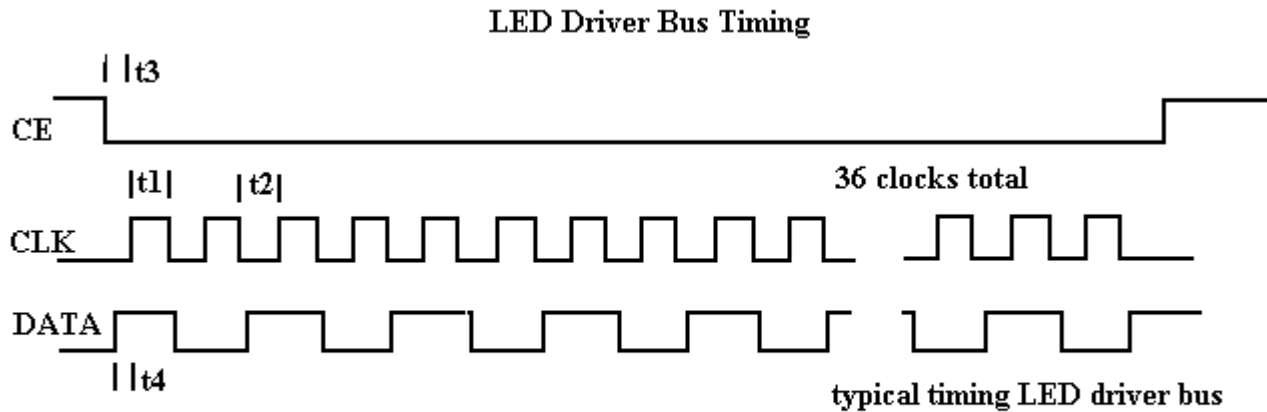 LED Driver Bus Timing
t3
CE
t1
t2
36 clocks total
CLK
DATA
t4
typical timing LED driver bus